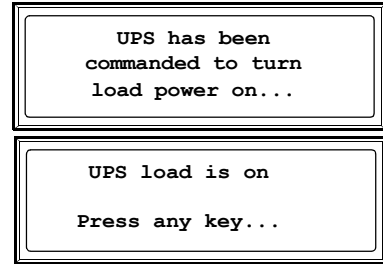 UPS has been
commanded to turn
load power on...
UPS load is on
Press any key...